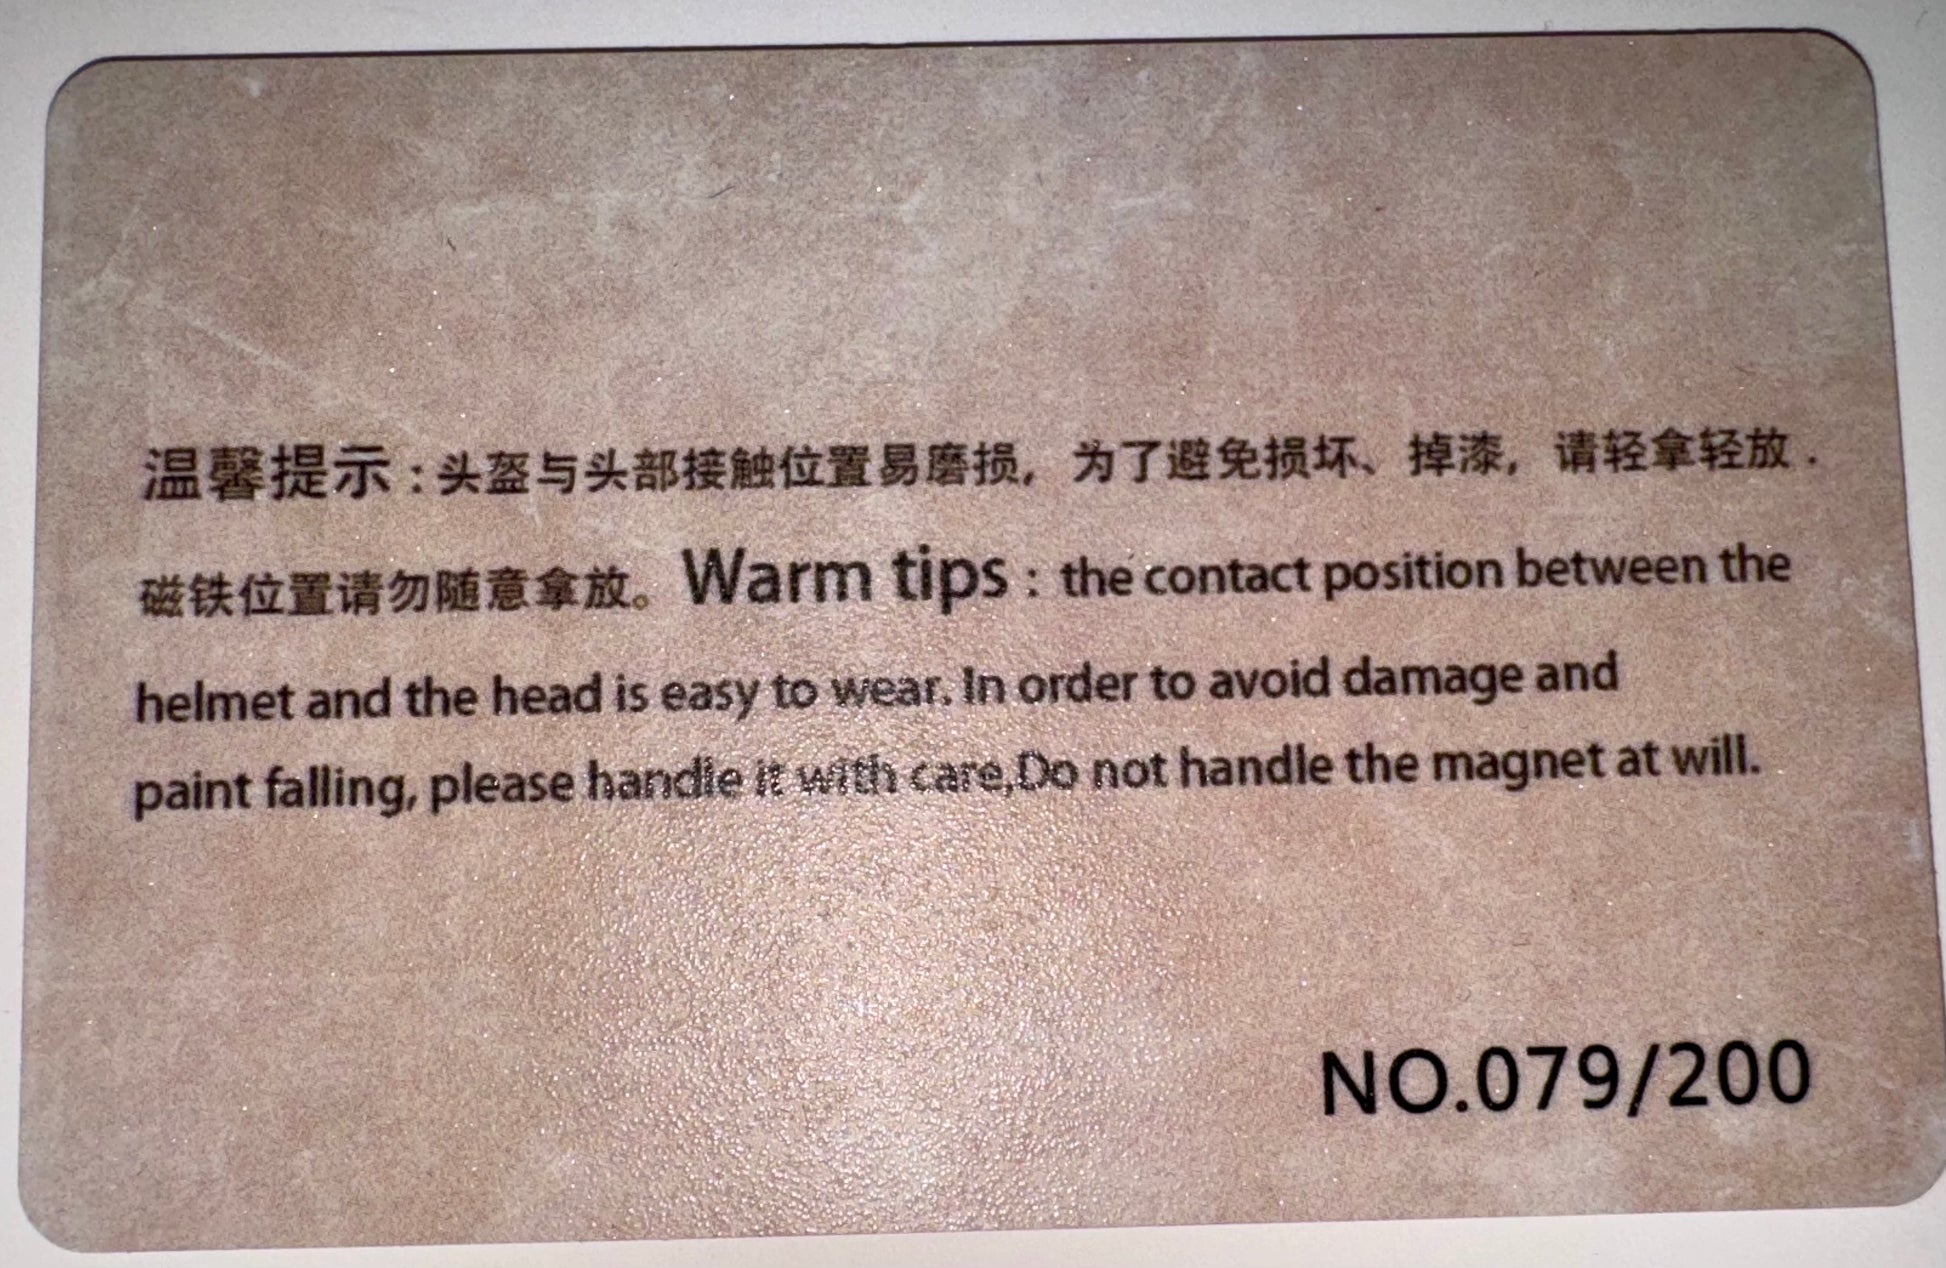 温馨提示：头盔与头部接触位置易磨损，为了避免损坏、掉漆，请轻拿轻放.
磁铁位置请勿随意拿放。Warm tips：the contact position between the
helmet and the head is easy to wear. In order to avoid damage and
paint falling, please handle it with care,Do not handle the magnet at will.
NO.079/200